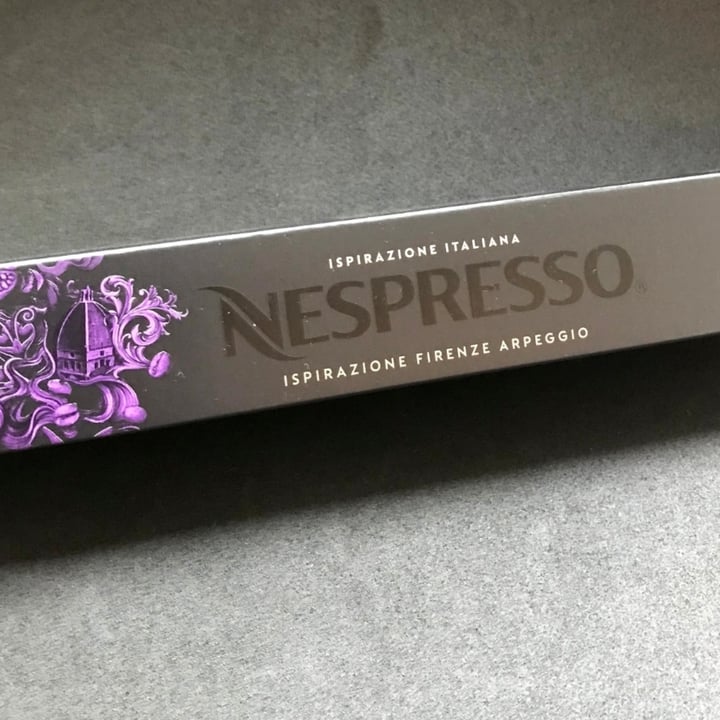 ISPIRAZIONE ITALIANA
NESPRESSO®
ISPIRAZIONE FIRENZE ARPEGGIO